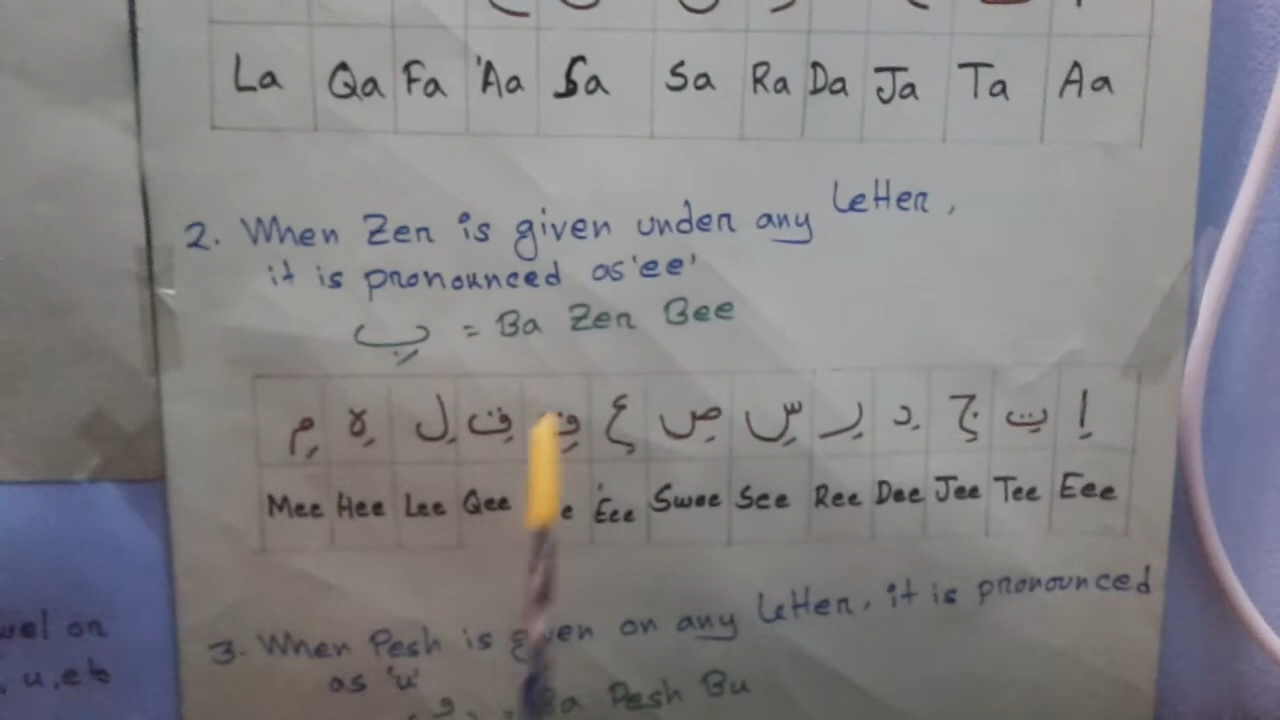 La Qa Fa 'Aa Sa Sa Ra Da Ja Ta Aa
2. When Zer is given under any letter,
it is pronounced as 'ee'
بِ = Ba Zer Bee
اِ تِ جِ دِ رِ سِ صِ عِ فِ قِ لِ هِ مِ
Mee Hee Lee Qee e 'Eee Swee See Ree Dee Jee Tee Eee
3. When Pesh is given on any letter, it is pronounced
as 'u'
Ba Pesh Bu
on
, u, etc